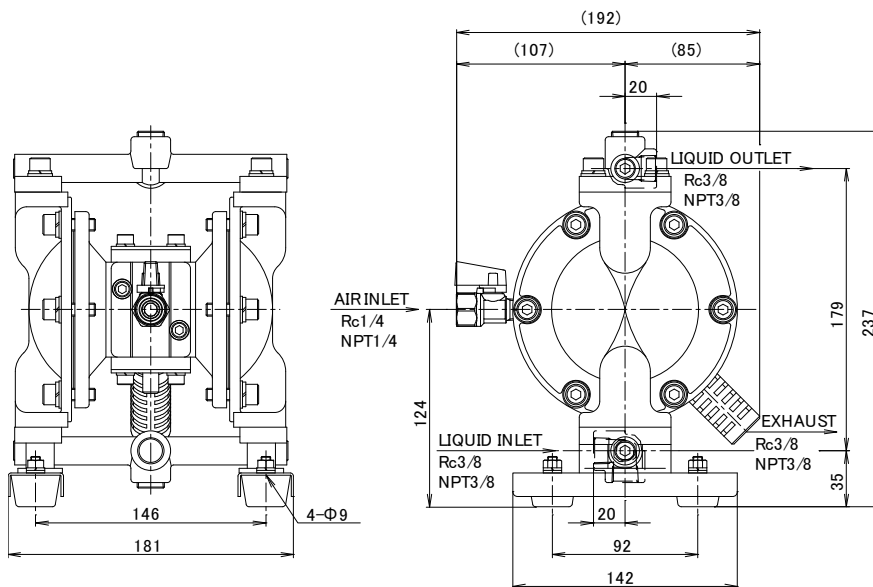 (192)
(107)
(85)
20
LIQUID OUTLET
Rc3/8
NPT3/8
AIR INLET
Rc1/4
NPT1/4
179
237
124
LIQUID INLET
Rc3/8
NPT3/8
EXHAUST
Rc3/8
NPT3/8
35
146
4-Φ9
20
181
92
142